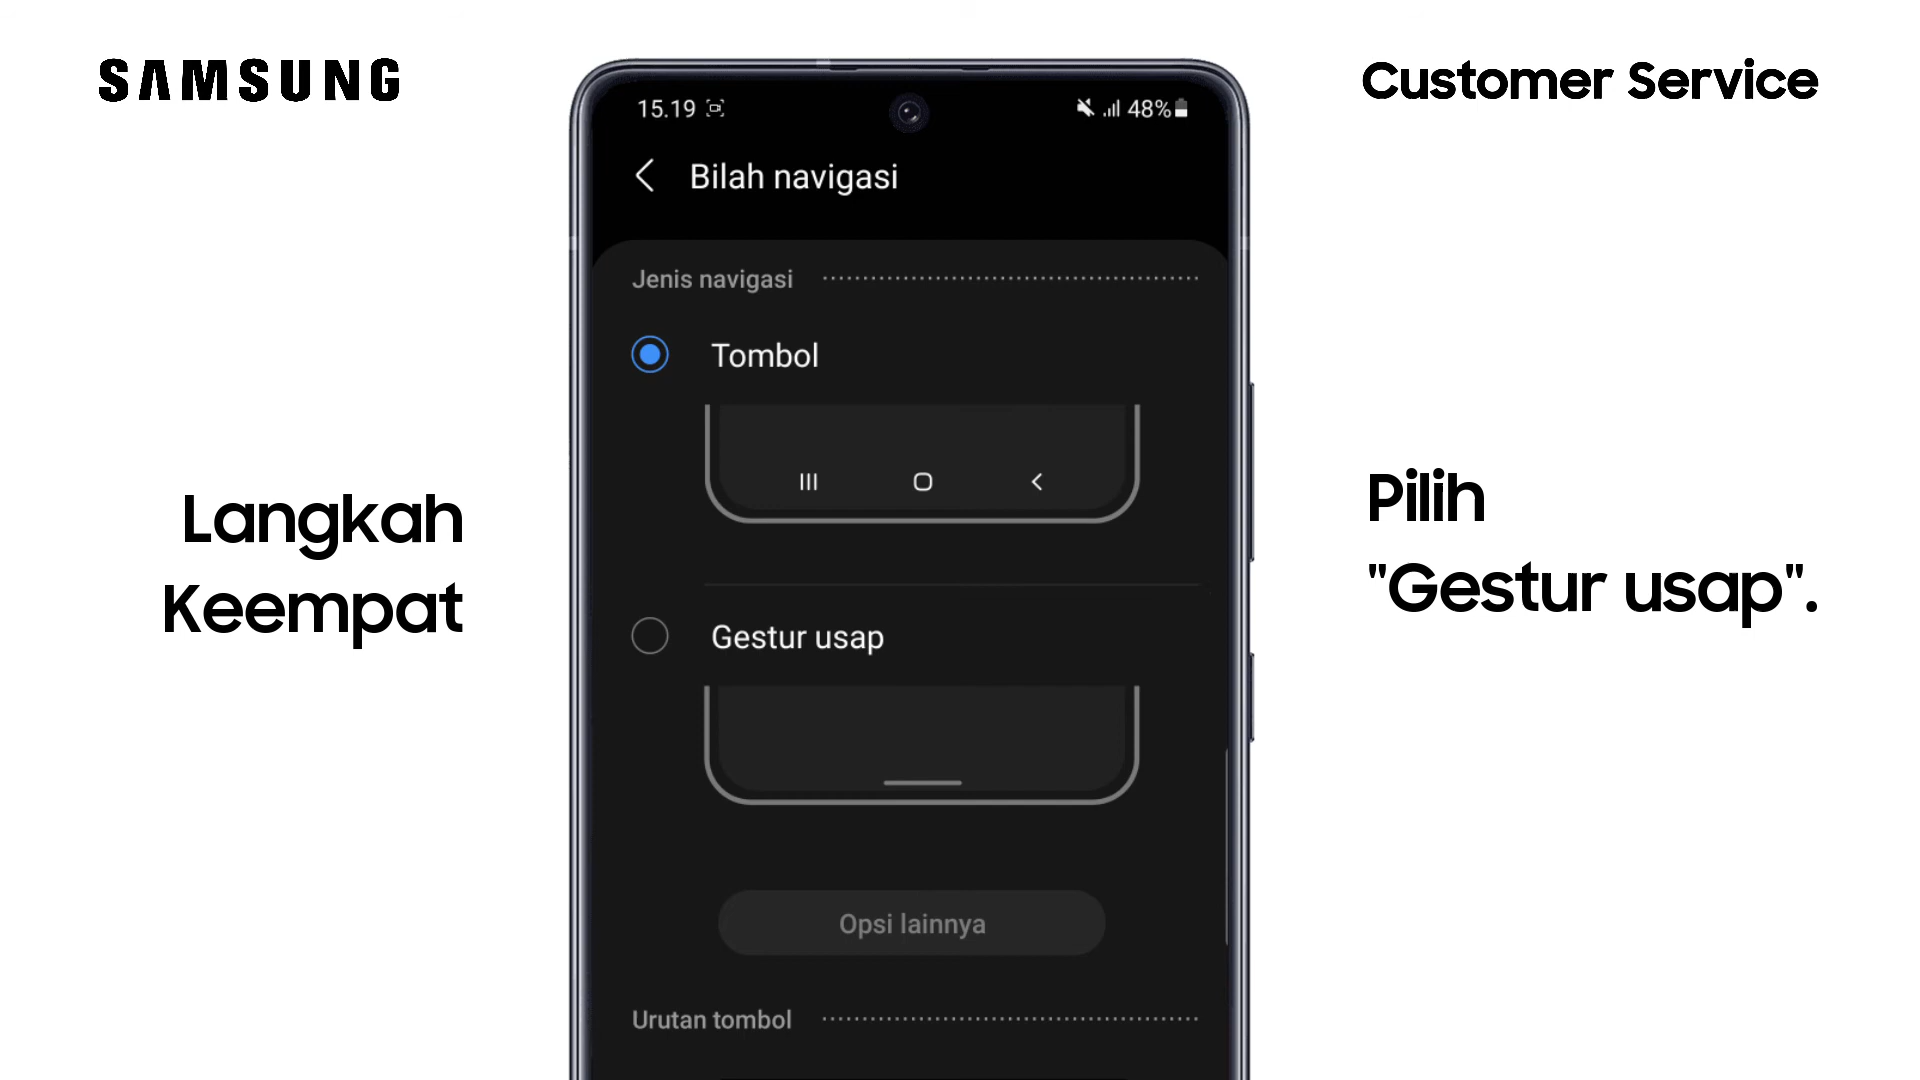 SAMSUNG
Customer Service
15.19
48%
Bilah navigasi
Jenis navigasi
Tombol
Langkah
Keempat
Pilih
"Gestur usap".
Gestur usap
Opsi lainnya
Urutan tombol